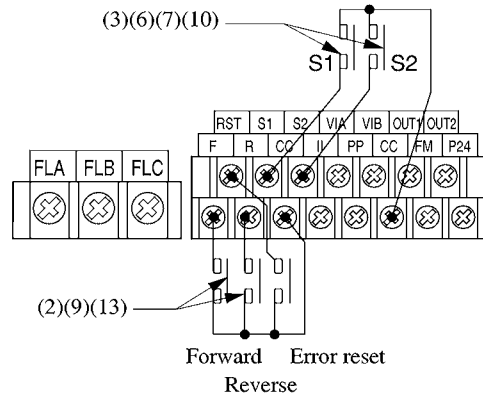 (3)(6)(7)(10)
S1 S2
RST S1 S2 VIA VIB OUT1 OUT2
F R CC II PP CC FM P24
FLA FLB FLC
(2)(9)(13)
Forward Error reset
Reverse